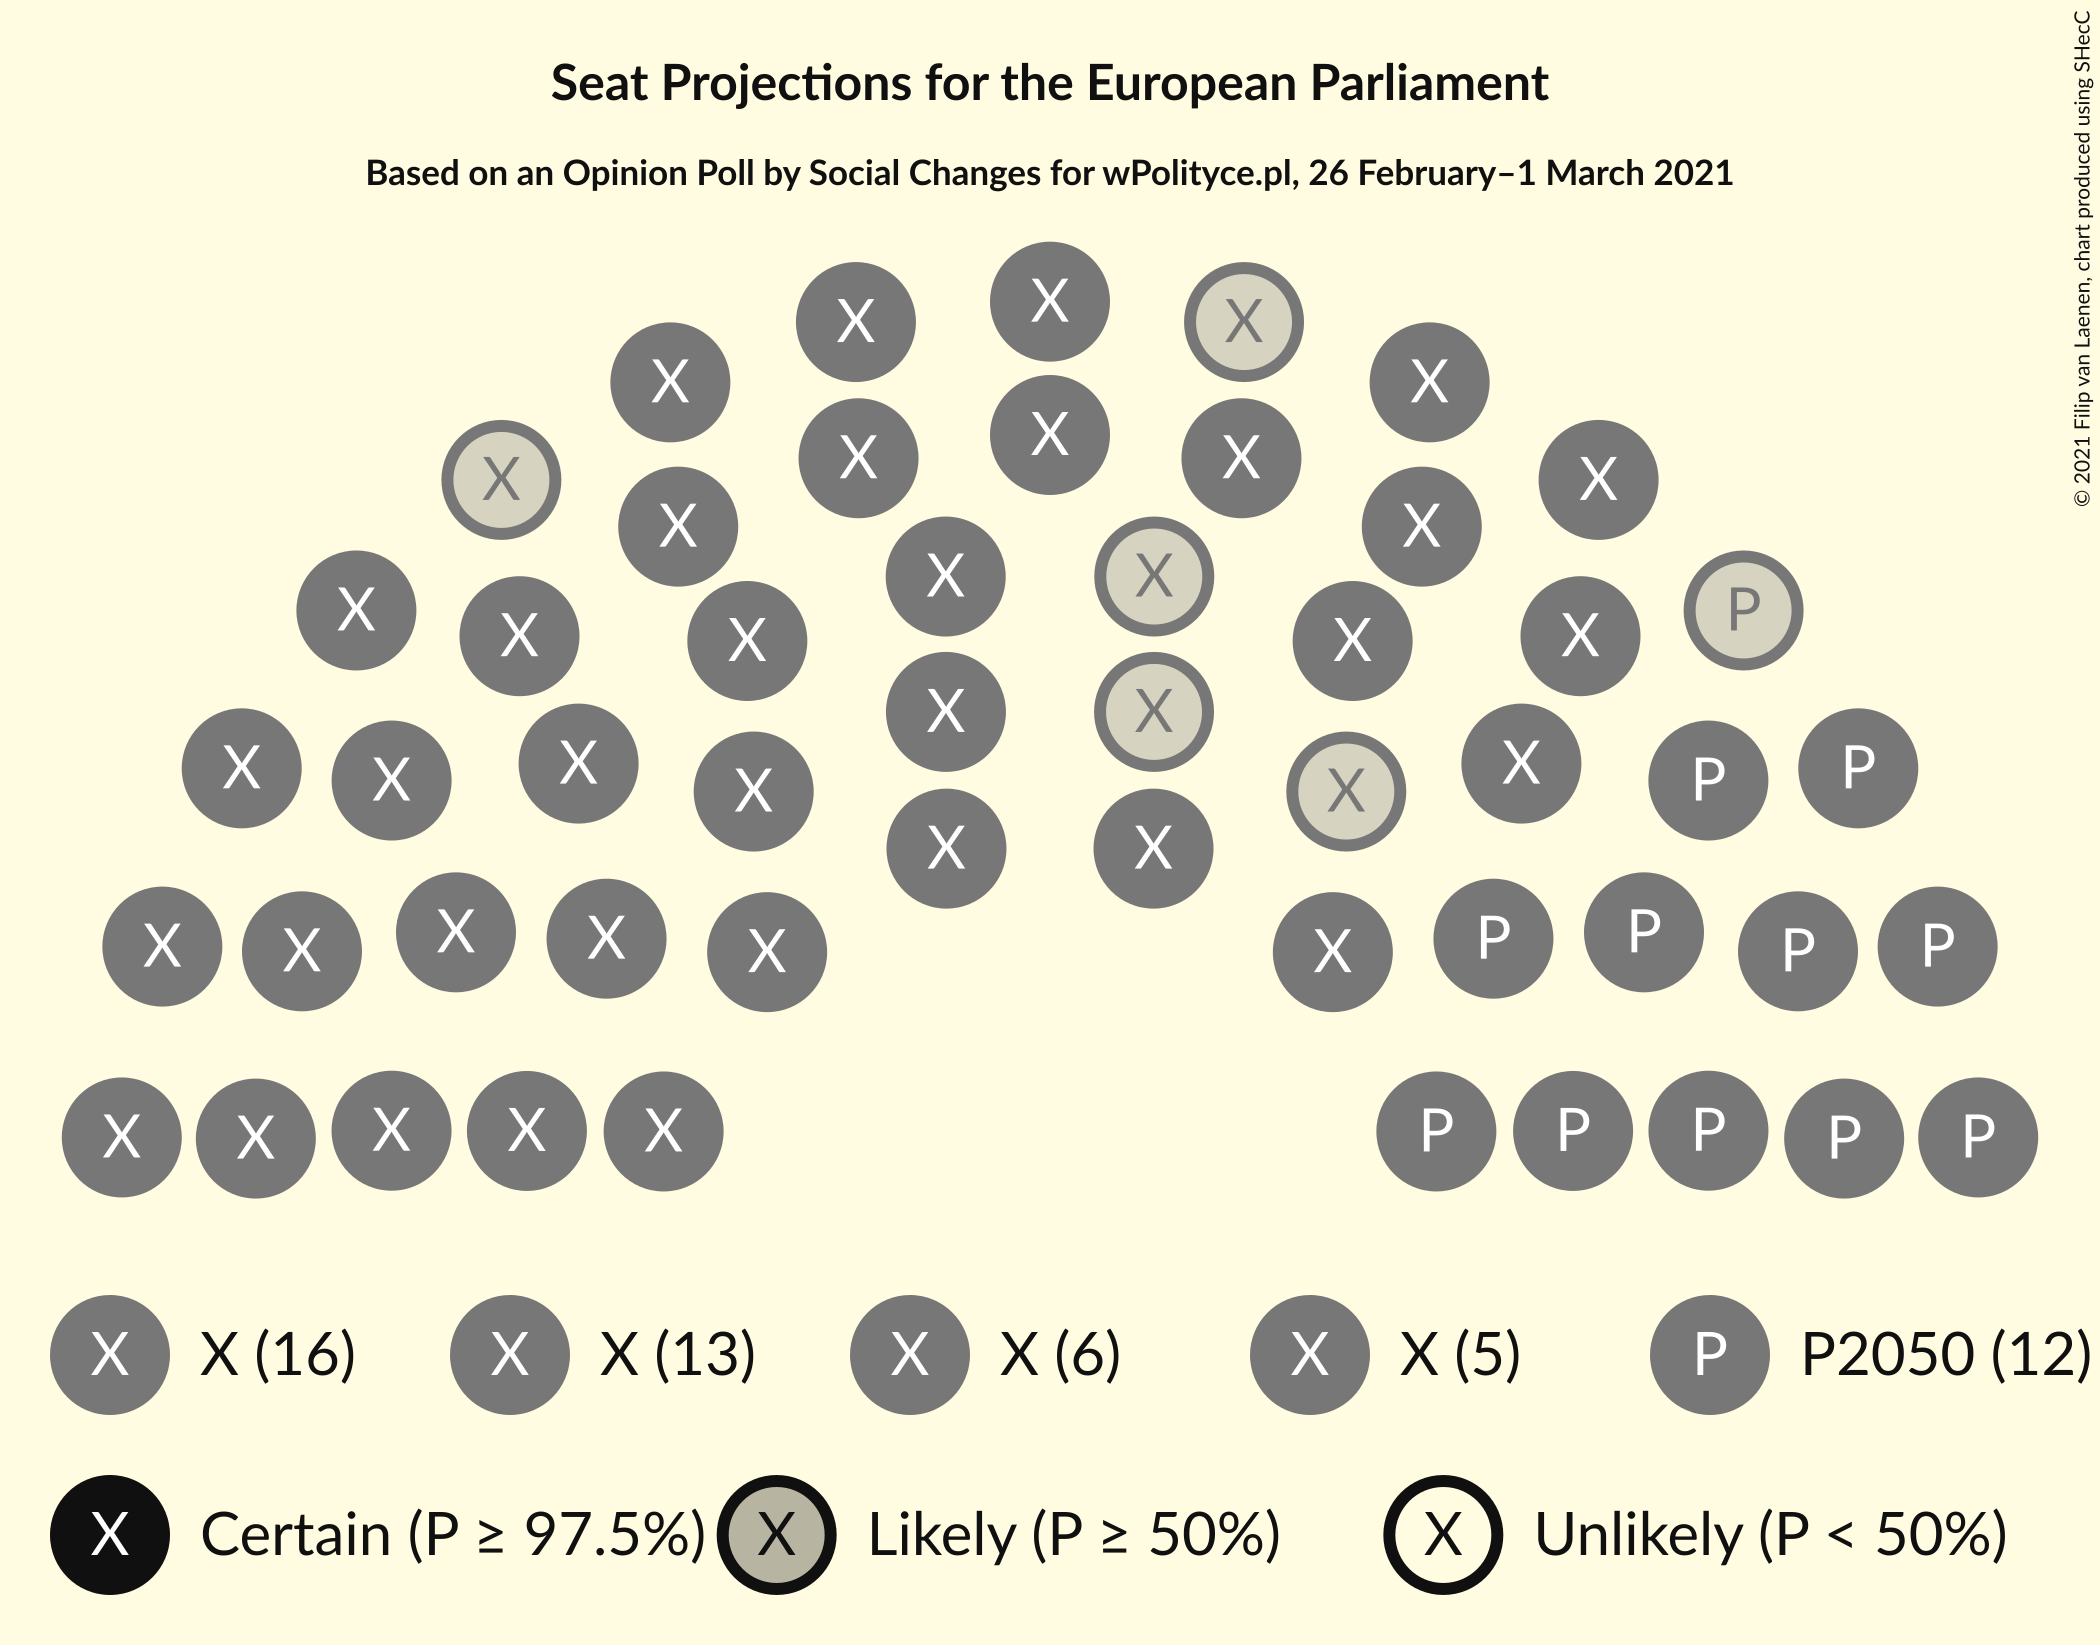 Seat Projections for the European Parliament
Based on an Opinion Poll by Social Changes for wPolityce.pl, 26 February–1 March 2021
© 2021 Filip van Laenen, chart produced using SHecC
X
X X
X X
X
X X
X X
X X
X X
X X
X X P
X X X X
X X
X X X X P P
X X X X
X X
X X X X P P P P
X X X X
X X X X X P P P P P
X X (16) X X (13) X X (6) X X (5) P P2050 (12)
X Certain (P ≥ 97.5%) X Likely (P ≥ 50%) X Unlikely (P < 50%)